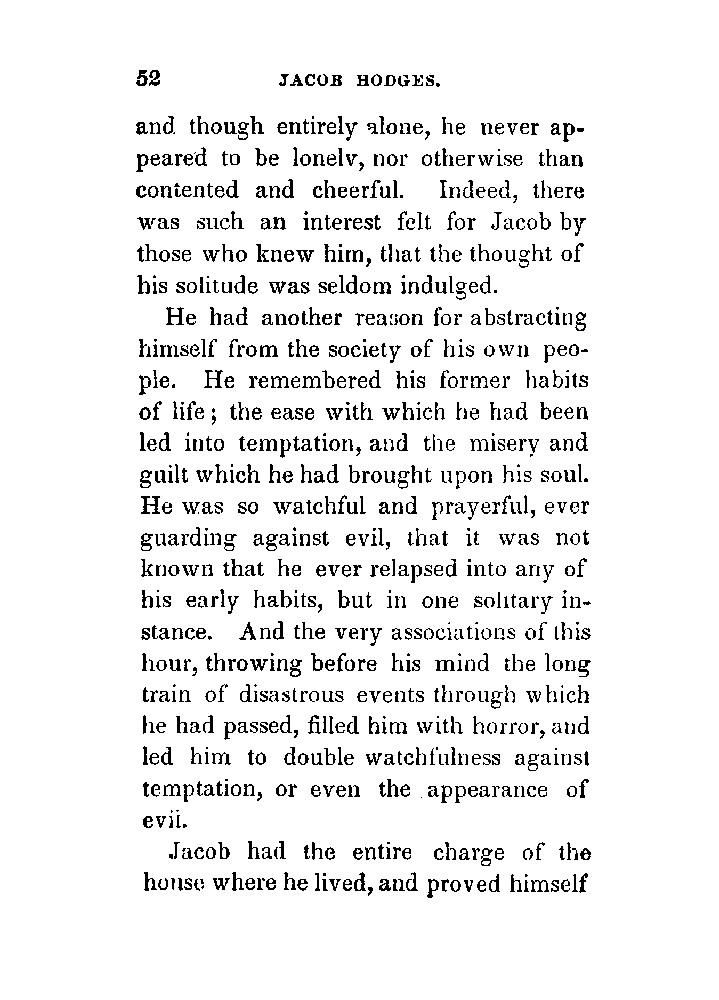 52 JACOB HODGES.
and though entirely alone, he never ap-
peared to be lonely, nor otherwise than
contented and cheerful. Indeed, there
was such an interest felt for Jacob by
those who knew him, that the thought of
his solitude was seldom indulged.
He had another reason for abstracting
himself from the society of his own peo-
ple. He remembered his former habits
of life; the ease with which he had been
led into temptation, and the misery and
guilt which he had brought upon his soul.
He was so watchful and prayerful, ever
guarding against evil, that it was not
known that he ever relapsed into any of
his early habits, but in one solitary in-
stance. And the very associations of this
hour, throwing before his mind the long
train of disastrous events through which
he had passed, filled him with horror, and
led him to double watchfulness against
temptation, or even the appearance of
evil.
Jacob had the entire charge of the
house where he lived, and proved himself